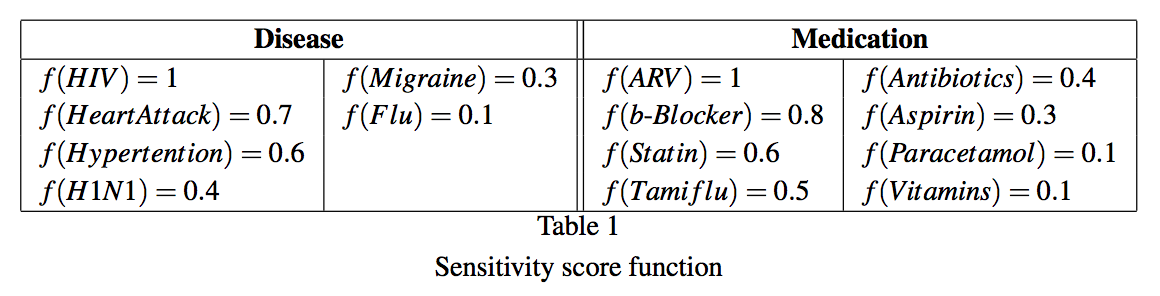 Disease Medication
f(HIV) = 1 f(Migraine) = 0.3 f(ARV) = 1 f(Antibiotics) = 0.4
f(HeartAttack) = 0.7 f(Flu) = 0.1 f(b-Blocker) = 0.8 f(Aspirin) = 0.3
f(Hypertention) = 0.6 f(Statin) = 0.6 f(Paracetamol) = 0.1
f(H1N1) = 0.4 f(Tamiflu) = 0.5 f(Vitamins) = 0.1
Table 1
Sensitivity score function